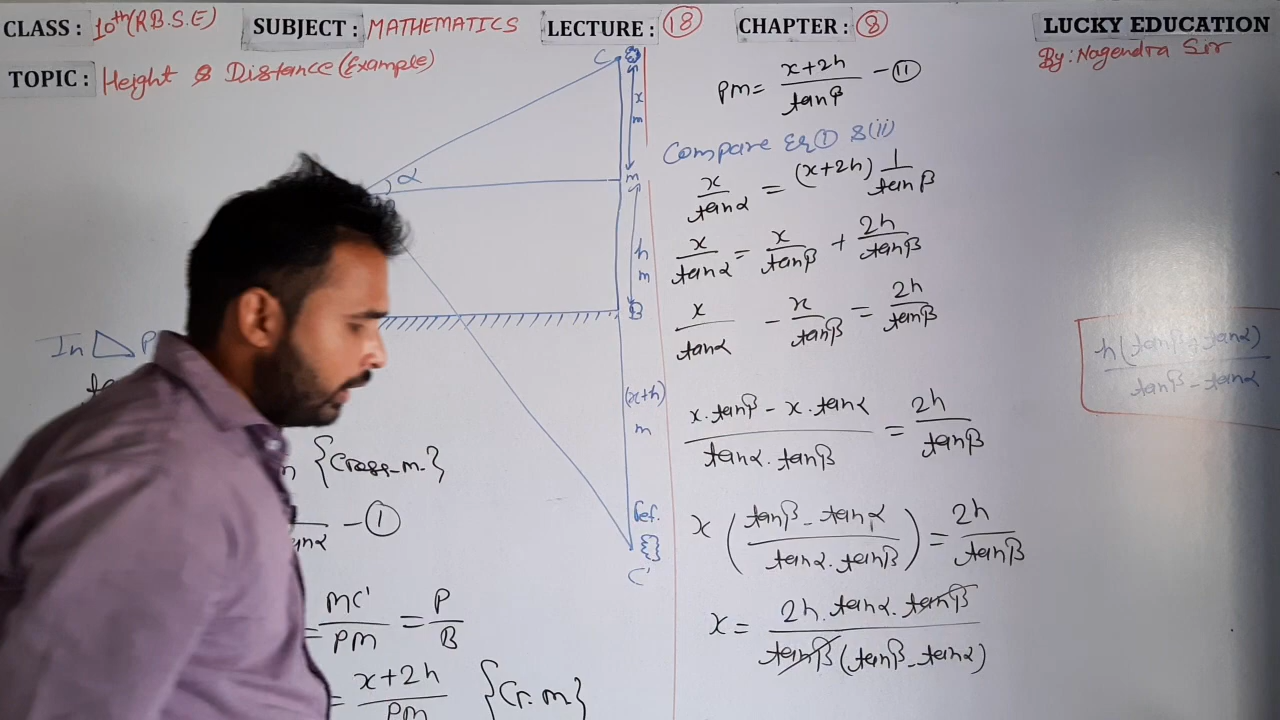 CLASS : 10th (R.B.S.E) SUBJECT : MATHEMATICS LECTURE : 18 CHAPTER : 8 LUCKY EDUCATION
By: Nagendra Sir
TOPIC : Height & Distance (Example)
C
x
m
α
M
h
m
B
(x+h)
m
Ref.
C'
In △ P
{Cross-m.}
— ①
MC'/PM = P/B
= x+2h/PM {Cr. m}
PM = x+2h/tanβ — ⑪
Compare Eq ① & (ii)
x/tanα = (x+2h) 1/tanβ
x/tanα = x/tanβ + 2h/tanβ
x/tanα - x/tanβ = 2h/tanβ
x.tanβ - x.tanα/tanα.tanβ = 2h/tanβ
x (tanβ - tanα/tanα.tanβ) = 2h/tanβ
x = 2h.tanα.tanβ/tanβ(tanβ - tanα)
h(tanβ+tanα)/tanβ - tanα